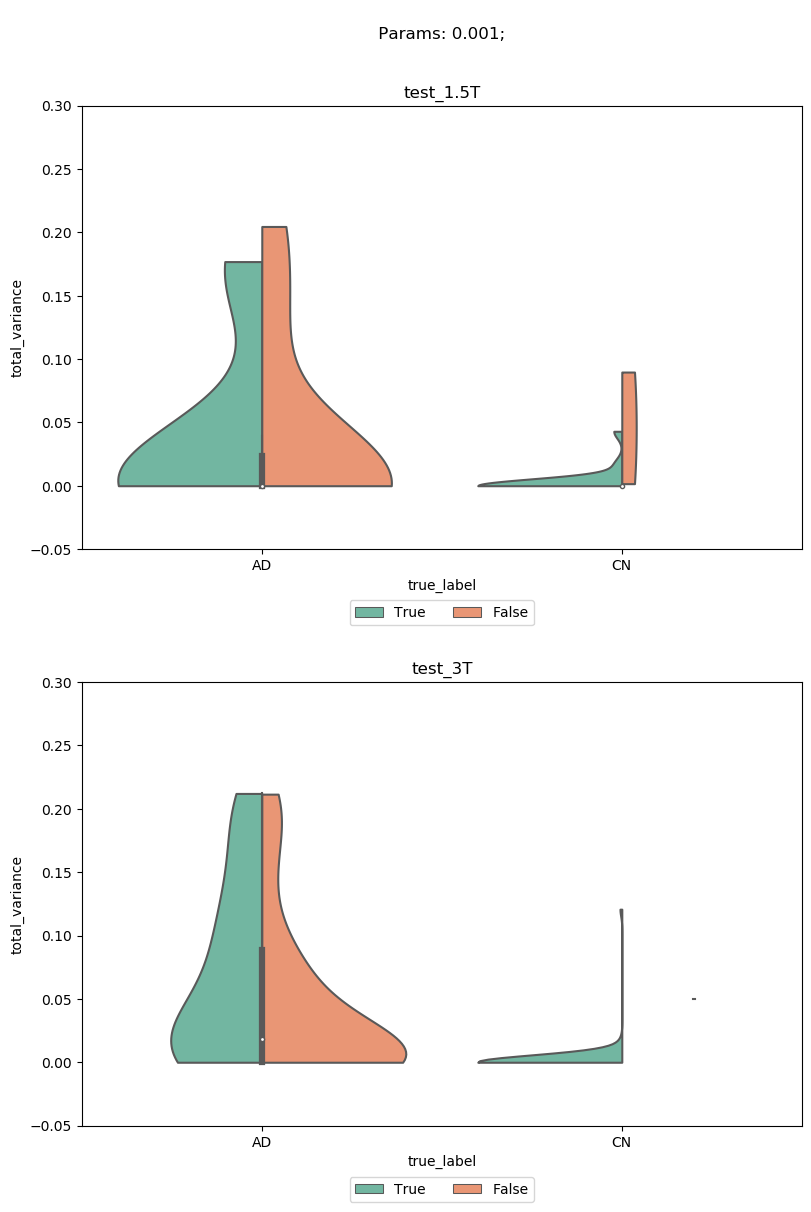 Params: 0.001;
test_1.5T
0.30
0.25
0.20
0.15
0.10
0.05
0.00
−0.05
total_variance
AD CN
true_label
True False
test_3T
0.30
0.25
0.20
0.15
0.10
0.05
0.00
−0.05
total_variance
AD CN
true_label
True False